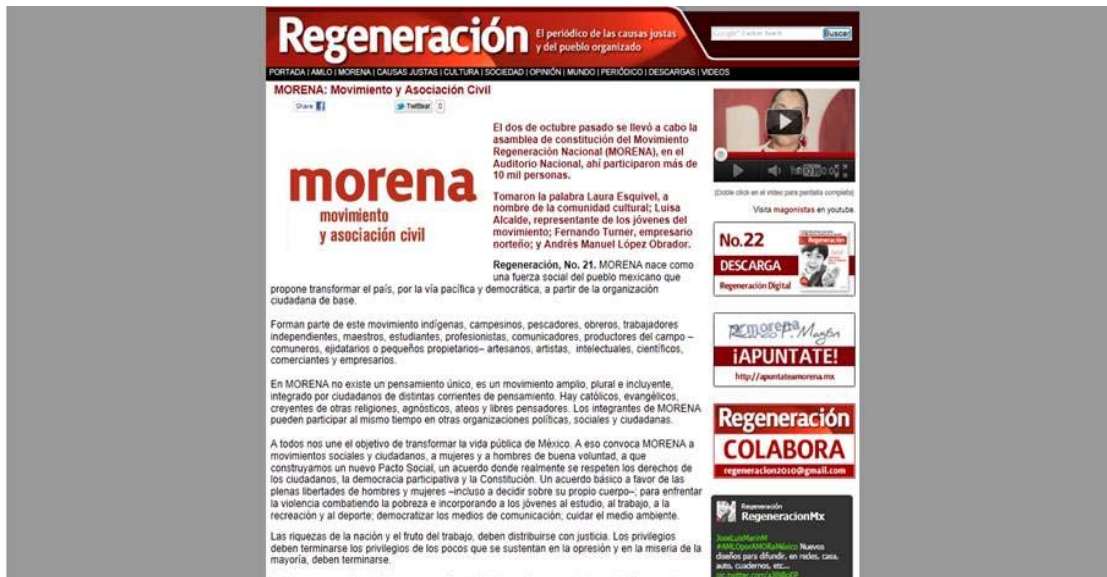 Regeneración
El periódico de las causas justas
y del pueblo organizado
Buscar
PORTADA | AMLO | MORENA | CAUSAS JUSTAS | CULTURA | SOCIEDAD | OPINIÓN | MUNDO | PERIÓDICO | DESCARGAS | VIDEOS
MORENA: Movimiento y Asociación Civil
Share
Twittear 0
morena
movimiento
y asociación civil
El dos de octubre pasado se llevó a cabo la
asamblea de constitución del Movimiento
Regeneración Nacional (MORENA), en el
Auditorio Nacional, ahí participaron más de
10 mil personas.
Tomaron la palabra Laura Esquivel, a
nombre de la comunidad cultural; Luisa
Alcalde, representante de los jóvenes del
movimiento; Fernando Turner, empresario
norteño; y Andrés Manuel López Obrador.
Regeneración, No. 21. MORENA nace como
una fuerza social del pueblo mexicano que
propone transformar el país, por la vía pacífica y democrática, a partir de la organización
ciudadana de base.
Forman parte de este movimiento indígenas, campesinos, pescadores, obreros, trabajadores
independientes, maestros, estudiantes, profesionistas, comunicadores, productores del campo –
comuneros, ejidatarios o pequeños propietarios– artesanos, artistas, intelectuales, científicos,
comerciantes y empresarios.
En MORENA no existe un pensamiento único, es un movimiento amplio, plural e incluyente,
integrado por ciudadanos de distintas corrientes de pensamiento. Hay católicos, evangélicos,
creyentes de otras religiones, agnósticos, ateos y libres pensadores. Los integrantes de MORENA
pueden participar al mismo tiempo en otras organizaciones políticas, sociales y ciudadanas.
A todos nos une el objetivo de transformar la vida pública de México. A eso convoca MORENA a
movimientos sociales y ciudadanos, a mujeres y a hombres de buena voluntad, a que
construyamos un nuevo Pacto Social, un acuerdo donde realmente se respeten los derechos de
los ciudadanos, la democracia participativa y la Constitución. Un acuerdo básico a favor de las
plenas libertades de hombres y mujeres –incluso a decidir sobre su propio cuerpo–; para enfrentar
la violencia combatiendo la pobreza e incorporando a los jóvenes al estudio, al trabajo, a la
recreación y al deporte; democratizar los medios de comunicación; cuidar el medio ambiente.
Las riquezas de la nación y el fruto del trabajo, deben distribuirse con justicia. Los privilegios
deben terminarse los privilegios de los pocos que se sustentan en la opresión y en la miseria de la
mayoría, deben terminarse.
(Doble click en el video para pantalla completa)
Visita magonistas en youtube.
No.22
DESCARGA
Regeneración Digital
Regeneración
morena
Magón
¡APUNTATE!
http://apuntateamorena.mx
Regeneración
COLABORA
regeneracion2010@gmail.com
Regeneración
RegeneracionMx
JoseLuisMarinM
#AMLOporAMORaMéxico Nuevos
diseños para difundir, en redes, casa,
auto, cuadernos, etc...